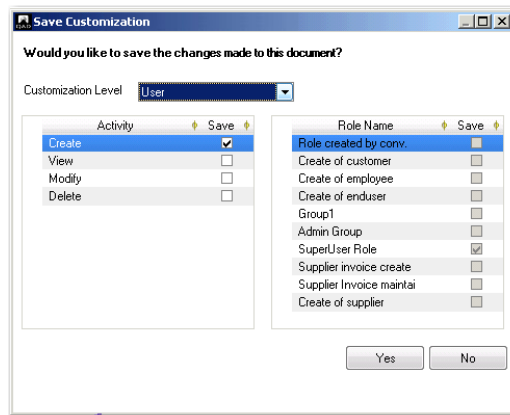 Save Customization
Would you like to save the changes made to this document?
Customization Level User
Activity Save
Create
View
Modify
Delete
Role Name Save
Role created by conv.
Create of customer
Create of employee
Create of enduser
Group1
Admin Group
SuperUser Role
Supplier invoice create
Supplier Invoice maintai
Create of supplier
Yes No